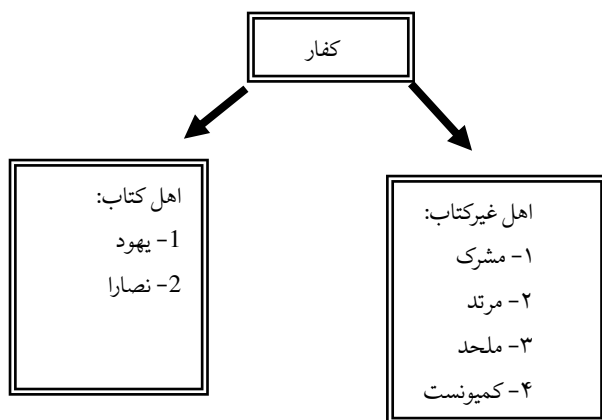 کفار
اهل غیرکتاب:
۱- مشرک
۲- مرتد
۳- ملحد
۴- کمیونست
اهل کتاب:
1- یهود
2- نصارا